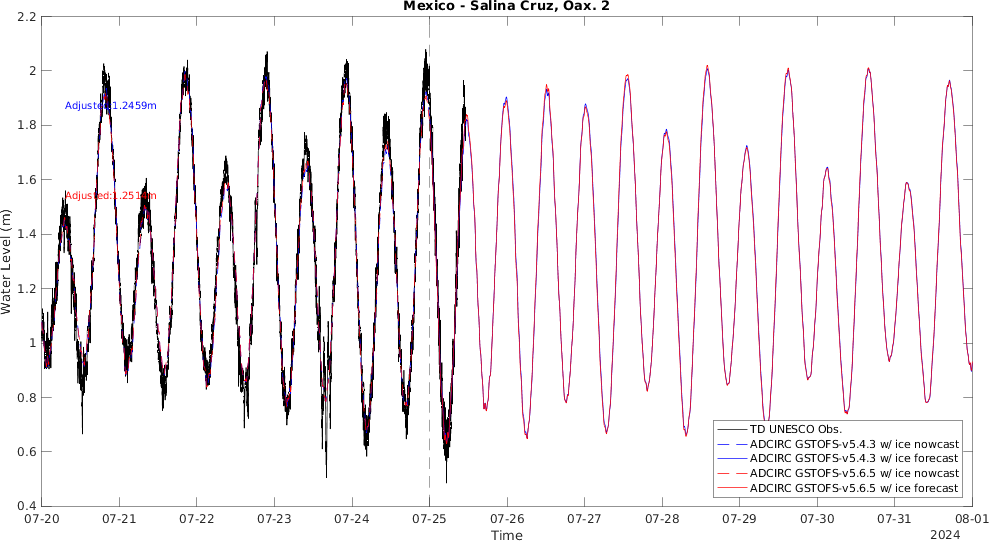 Mexico - Salina Cruz, Oax. 2
Water Level (m)
2.2
2
1.8
1.6
1.4
1.2
1
0.8
0.6
0.4
Adjusted:1.2459m
TD UNESCO Obs.
ADCIRC GSTOFS-v5.4.3 w/ ice nowcast
ADCIRC GSTOFS-v5.4.3 w/ ice forecast
ADCIRC GSTOFS-v5.6.5 w/ ice nowcast
ADCIRC GSTOFS-v5.6.5 w/ ice forecast
07-20 07-21 07-22 07-23 07-24 07-25 07-26 07-27 07-28 07-29 07-30 07-31 08-01
Time
2024